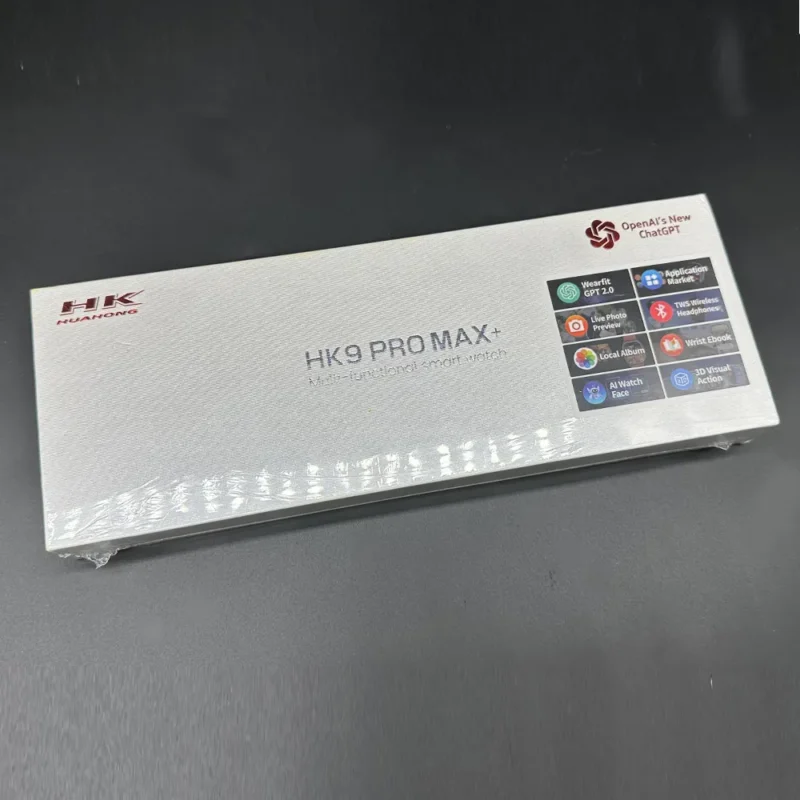 OpenAI's New
ChatGPT
HK
HUAHONG
Wearfit
GPT 2.0
Application
Market
Live Photo
Preview
TWS Wireless
Headphones
Local Album
Wrist Ebook
AI Watch
Face
3D Visual
Action
HK9 PRO MAX+
Multi-functional smart watch